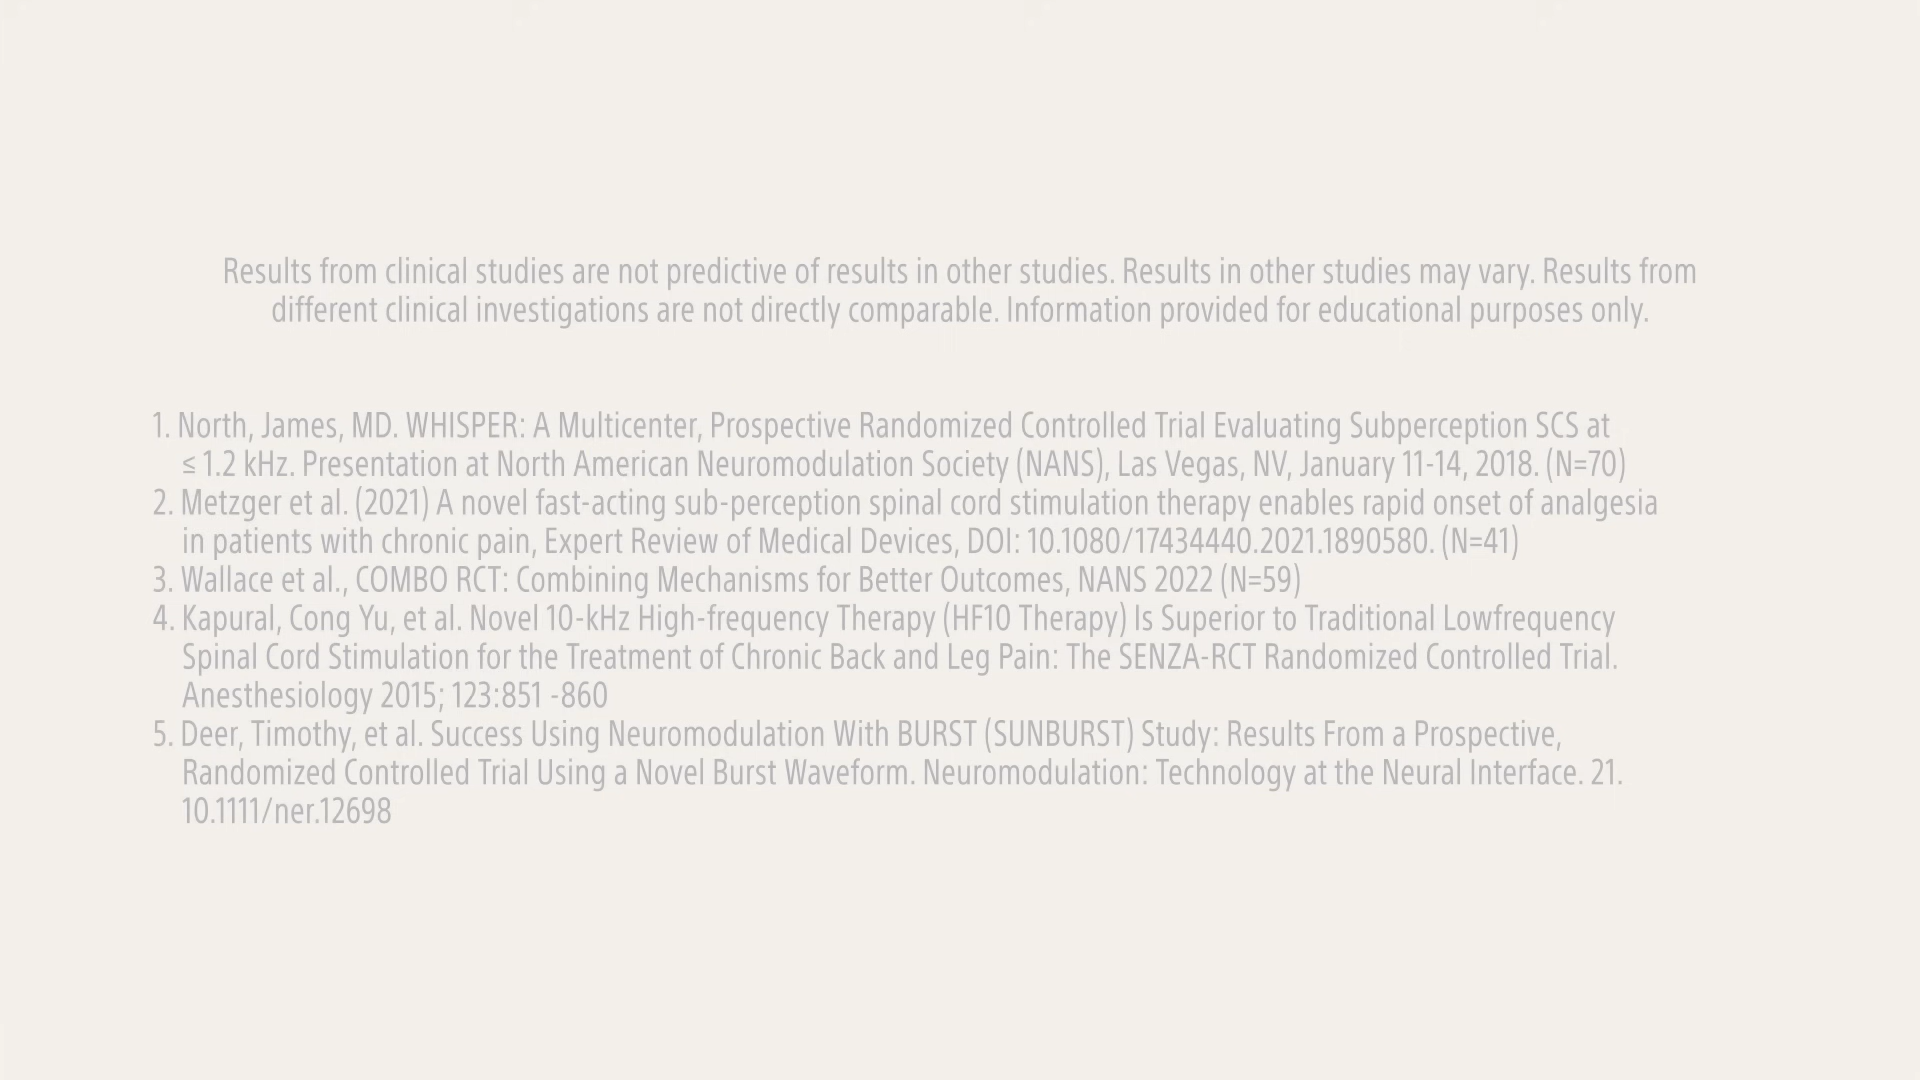 Results from clinical studies are not predictive of results in other studies. Results in other studies may vary. Results from
different clinical investigations are not directly comparable. Information provided for educational purposes only.
1. North, James, MD. WHISPER: A Multicenter, Prospective Randomized Controlled Trial Evaluating Subperception SCS at
≤ 1.2 kHz. Presentation at North American Neuromodulation Society (NANS), Las Vegas, NV, January 11-14, 2018. (N=70)
2. Metzger et al. (2021) A novel fast-acting sub-perception spinal cord stimulation therapy enables rapid onset of analgesia
in patients with chronic pain, Expert Review of Medical Devices, DOI: 10.1080/17434440.2021.1890580. (N=41)
3. Wallace et al., COMBO RCT: Combining Mechanisms for Better Outcomes, NANS 2022 (N=59)
4. Kapural, Cong Yu, et al. Novel 10-kHz High-frequency Therapy (HF10 Therapy) Is Superior to Traditional Lowfrequency
Spinal Cord Stimulation for the Treatment of Chronic Back and Leg Pain: The SENZA-RCT Randomized Controlled Trial.
Anesthesiology 2015; 123:851 -860
5. Deer, Timothy, et al. Success Using Neuromodulation With BURST (SUNBURST) Study: Results From a Prospective,
Randomized Controlled Trial Using a Novel Burst Waveform. Neuromodulation: Technology at the Neural Interface. 21.
10.1111/ner.12698